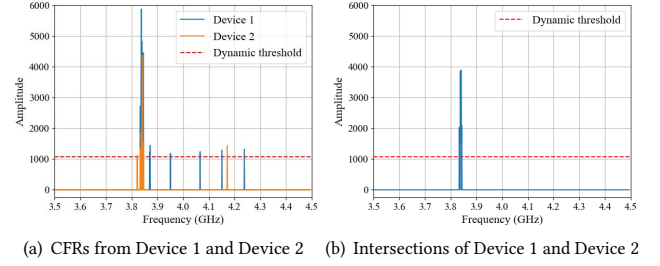 Device 1
Device 2
Dynamic threshold
6000
5000
4000
3000
2000
1000
0
Amplitude
3.5 3.6 3.7 3.8 3.9 4.0 4.1 4.2 4.3 4.4 4.5
Frequency (GHz)
(a) CFRs from Device 1 and Device 2
Dynamic threshold
6000
5000
4000
3000
2000
1000
0
Amplitude
3.5 3.6 3.7 3.8 3.9 4.0 4.1 4.2 4.3 4.4 4.5
Frequency (GHz)
(b) Intersections of Device 1 and Device 2